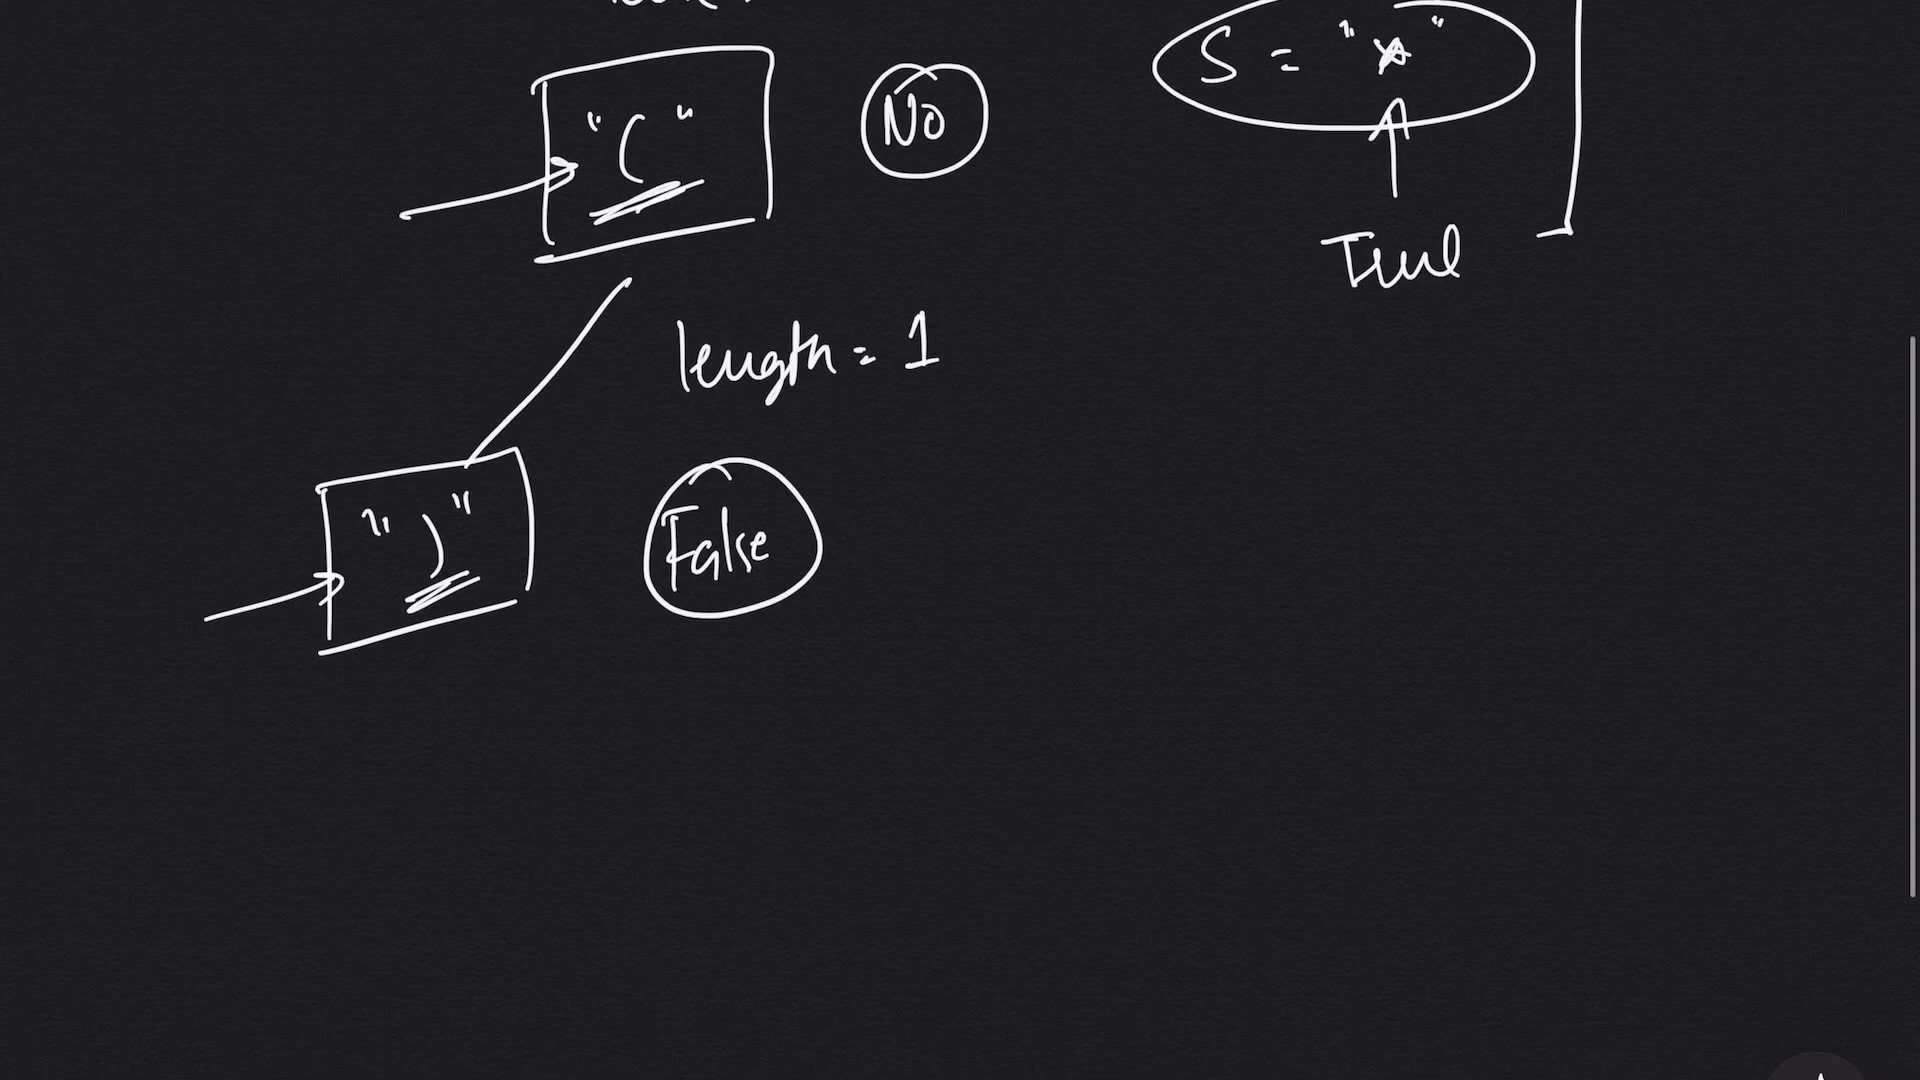 "(" No
S = "*"
True
length = 1
")" False